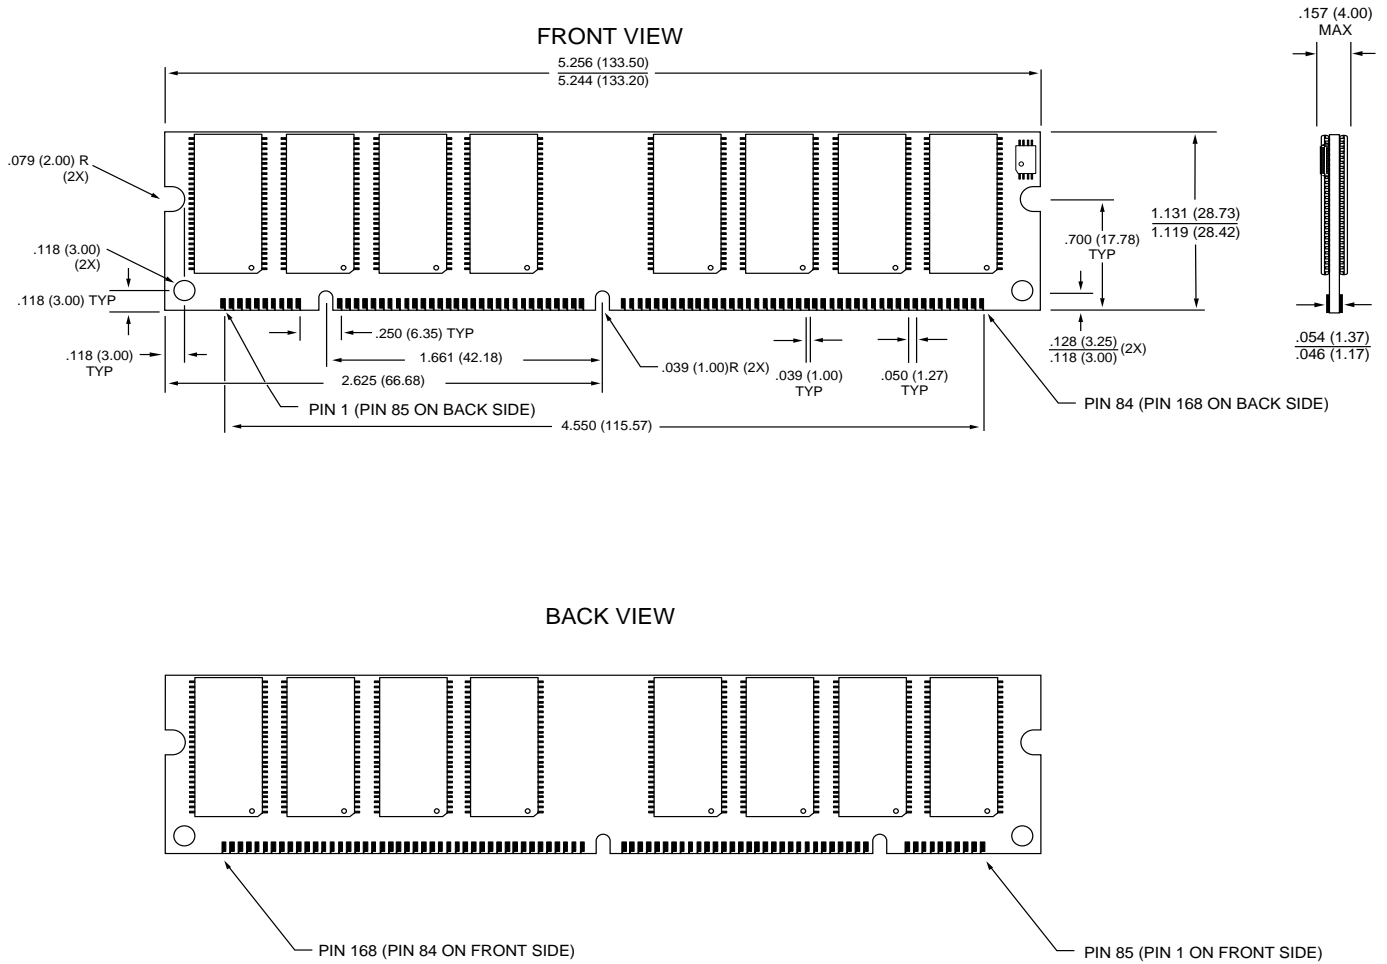 FRONT VIEW
5.256 (133.50)
5.244 (133.20)
.157 (4.00)
MAX
.079 (2.00) R
(2X)
.118 (3.00)
(2X)
.118 (3.00) TYP
.118 (3.00)
TYP
1.131 (28.73)
1.119 (28.42)
.700 (17.78)
TYP
.250 (6.35) TYP
1.661 (42.18)
2.625 (66.68)
.039 (1.00)R (2X)
.039 (1.00)
TYP
.050 (1.27)
TYP
.128 (3.25)
.118 (3.00)
(2X)
.054 (1.37)
.046 (1.17)
PIN 1 (PIN 85 ON BACK SIDE)
PIN 84 (PIN 168 ON BACK SIDE)
4.550 (115.57)
BACK VIEW
PIN 168 (PIN 84 ON FRONT SIDE)
PIN 85 (PIN 1 ON FRONT SIDE)